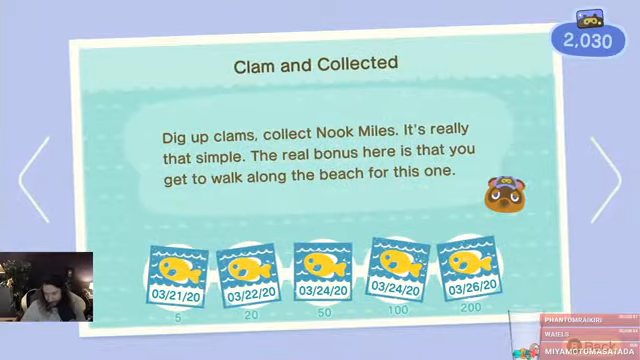 2,030
Clam and Collected
Dig up clams, collect Nook Miles. It's really
that simple. The real bonus here is that you
get to walk along the beach for this one.
03/21/20 03/22/20 03/24/20 03/24/20 03/26/20
5 20 50 100 200
PHANTOMRAIKIRI
WAIELS
Back
MIYAMOTOMASATADA